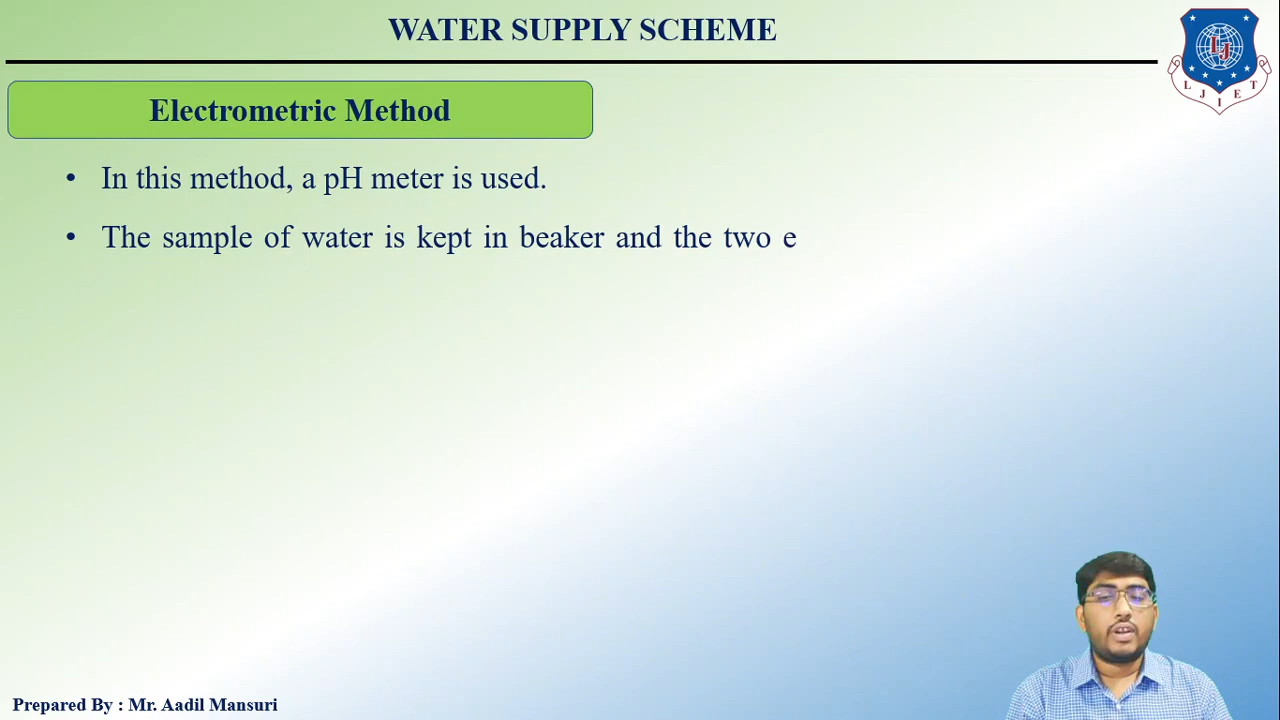 WATER SUPPLY SCHEME
LJ
L J I E T
Electrometric Method
• In this method, a pH meter is used.
• The sample of water is kept in beaker and the two e
Prepared By : Mr. Aadil Mansuri